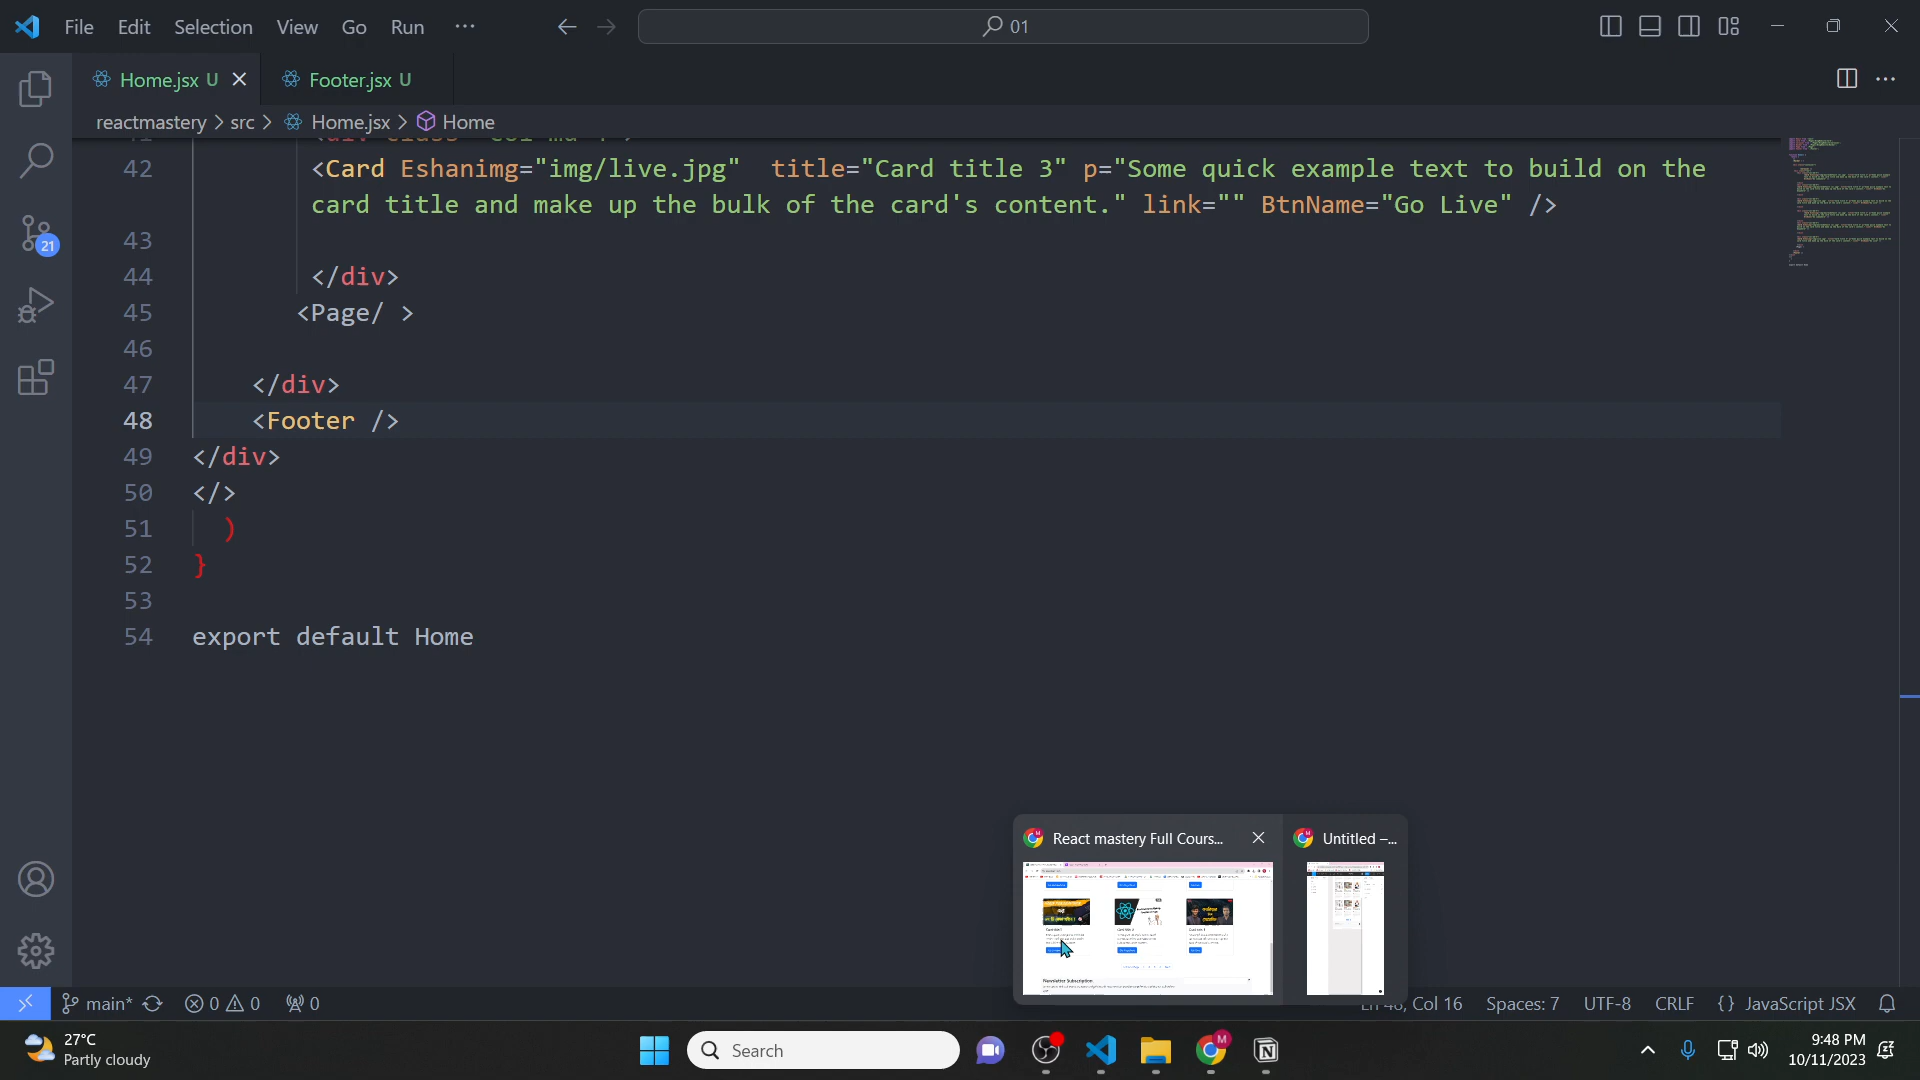 File Edit Selection View Go Run ···
01
Home.jsx U
Footer.jsx U
reactmastery > src > Home.jsx > Home
42 <Card Eshanimg="img/live.jpg" title="Card title 3" p="Some quick example text to build on the
card title and make up the bulk of the card's content." link="" BtnName="Go Live" />
43
44 </div>
45 <Page/ >
46
47 </div>
48 <Footer />
49 </div>
50 </>
51 )
52 }
53
54 export default Home
React mastery Full Cours...
Untitled –...
Newsletter Subscription
21
main* 0 0 0
Col 16 Spaces: 7 UTF-8 CRLF {} JavaScript JSX
27°C
Partly cloudy
Search
9:48 PM
10/11/2023